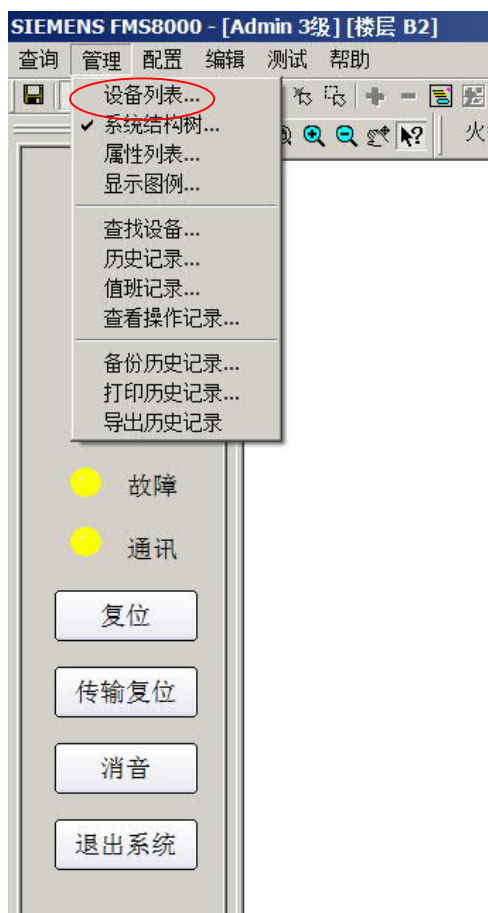 SIEMENS FMS8000 - [Admin 3级] [楼层 B2]
查询 管理 配置 编辑 测试 帮助
设备列表...
系统结构树...
属性列表...
显示图例...
查找设备...
历史记录...
值班记录...
查看操作记录...
备份历史记录...
打印历史记录...
导出历史记录
火
故障
通讯
复位
传输复位
消音
退出系统